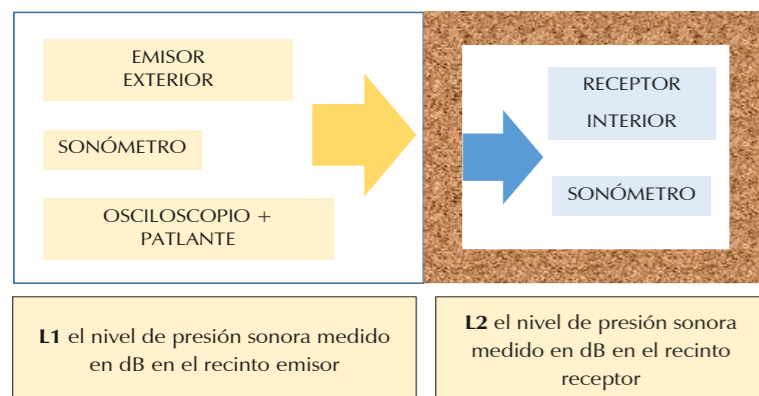 EMISOR
EXTERIOR
SONÓMETRO
OSCILOSCOPIO +
PATLANTE
RECEPTOR
INTERIOR
SONÓMETRO
L1 el nivel de presión sonora medido
en dB en el recinto emisor
L2 el nivel de presión sonora
medido en dB en el recinto
receptor